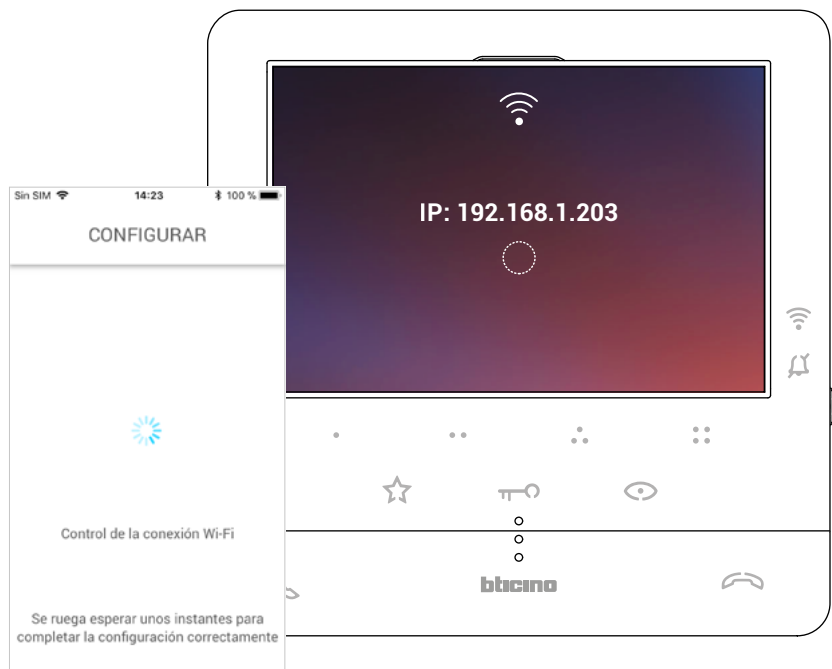 IP: 192.168.1.203
Sin SIM 14:23 100 %
CONFIGURAR
Control de la conexión Wi-Fi
Se ruega esperar unos instantes para
completar la configuración correctamente
bticino